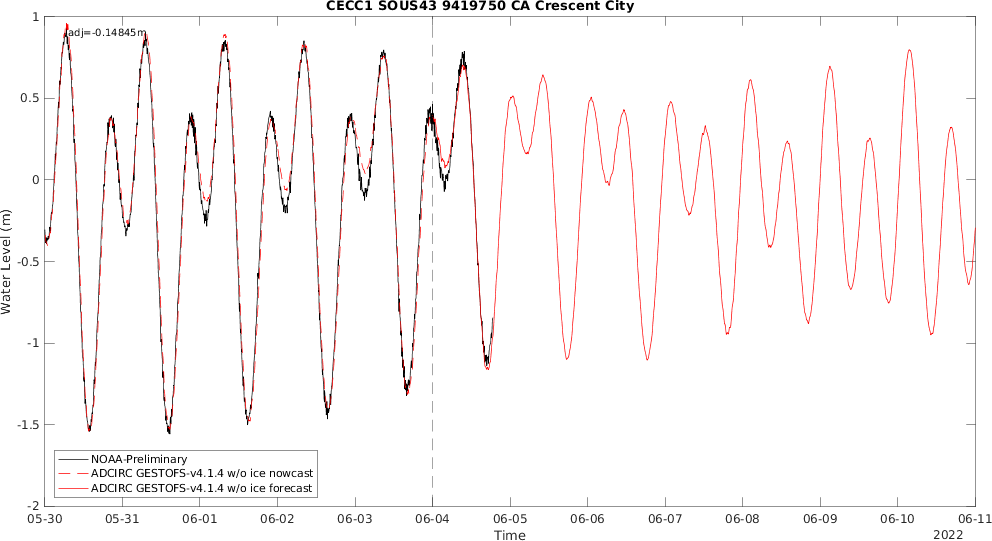 CECC1 SOUS43 9419750 CA Crescent City
adj=-0.14845m
1
0.5
0
-0.5
-1
-1.5
-2
Water Level (m)
NOAA-Preliminary
ADCIRC GESTOFS-v4.1.4 w/o ice nowcast
ADCIRC GESTOFS-v4.1.4 w/o ice forecast
05-30 05-31 06-01 06-02 06-03 06-04 06-05 06-06 06-07 06-08 06-09 06-10 06-11
Time
2022